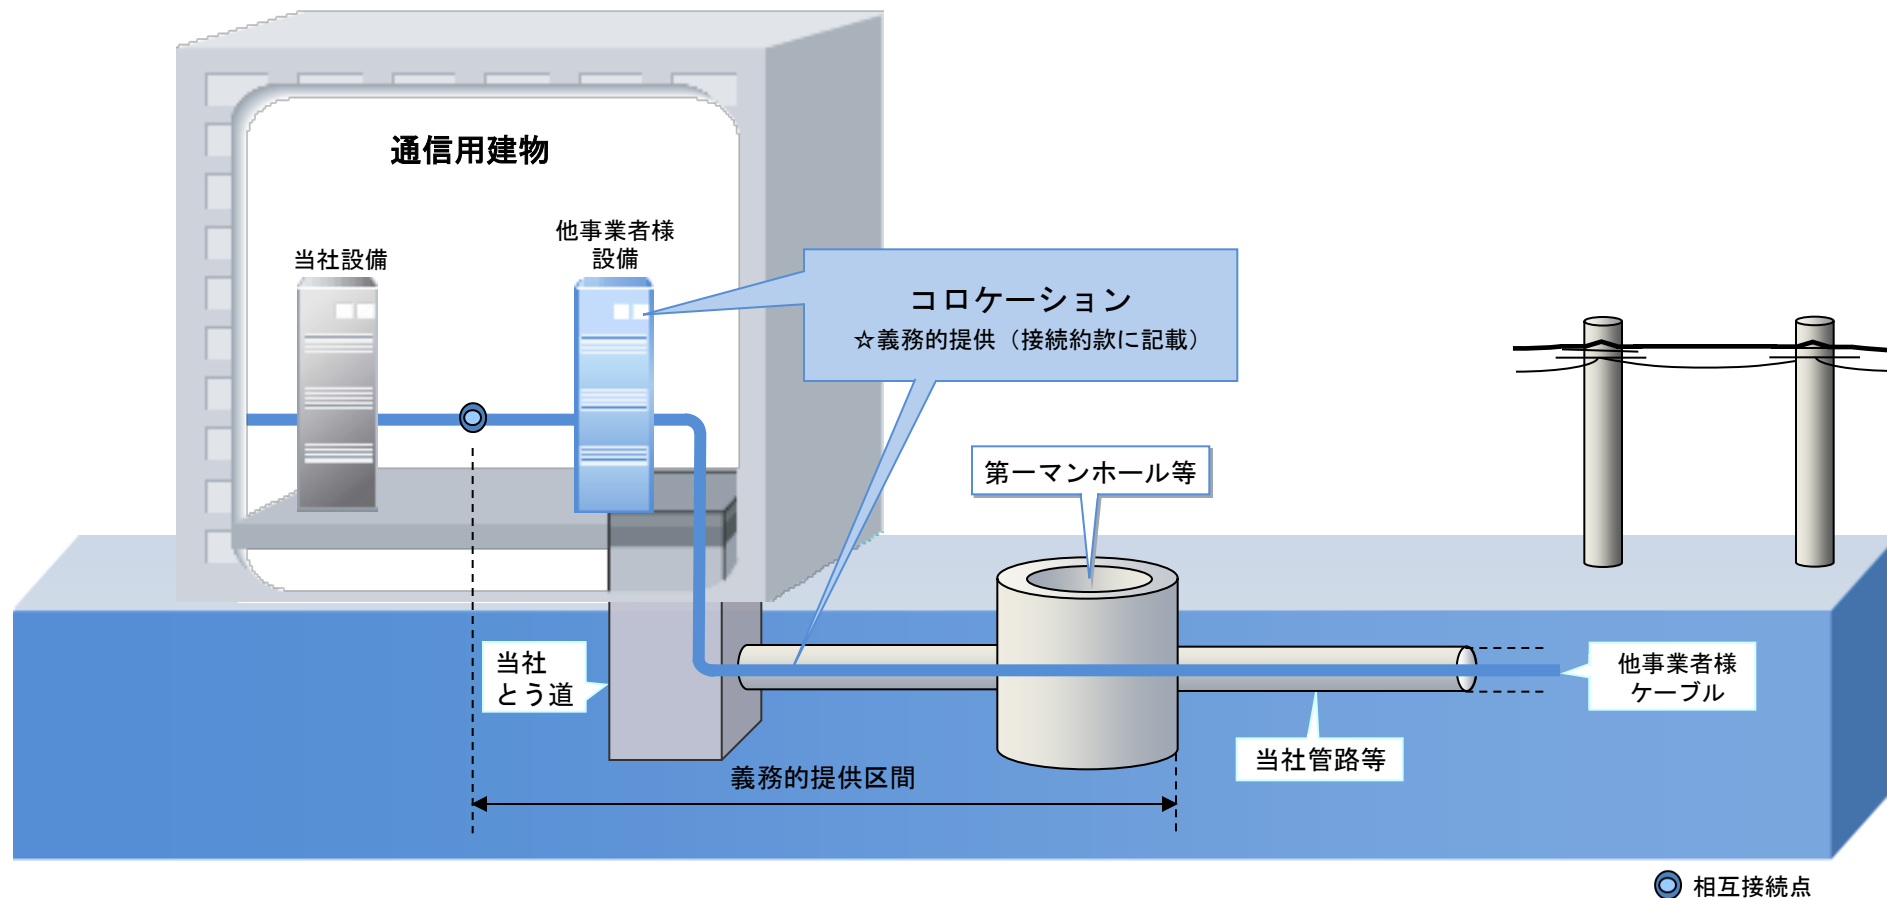 通信用建物
当社設備
他事業者様
設備
コロケーション
☆義務的提供（接続約款に記載）
第一マンホール等
当社
とう道
他事業者様
ケーブル
当社管路等
義務的提供区間
相互接続点